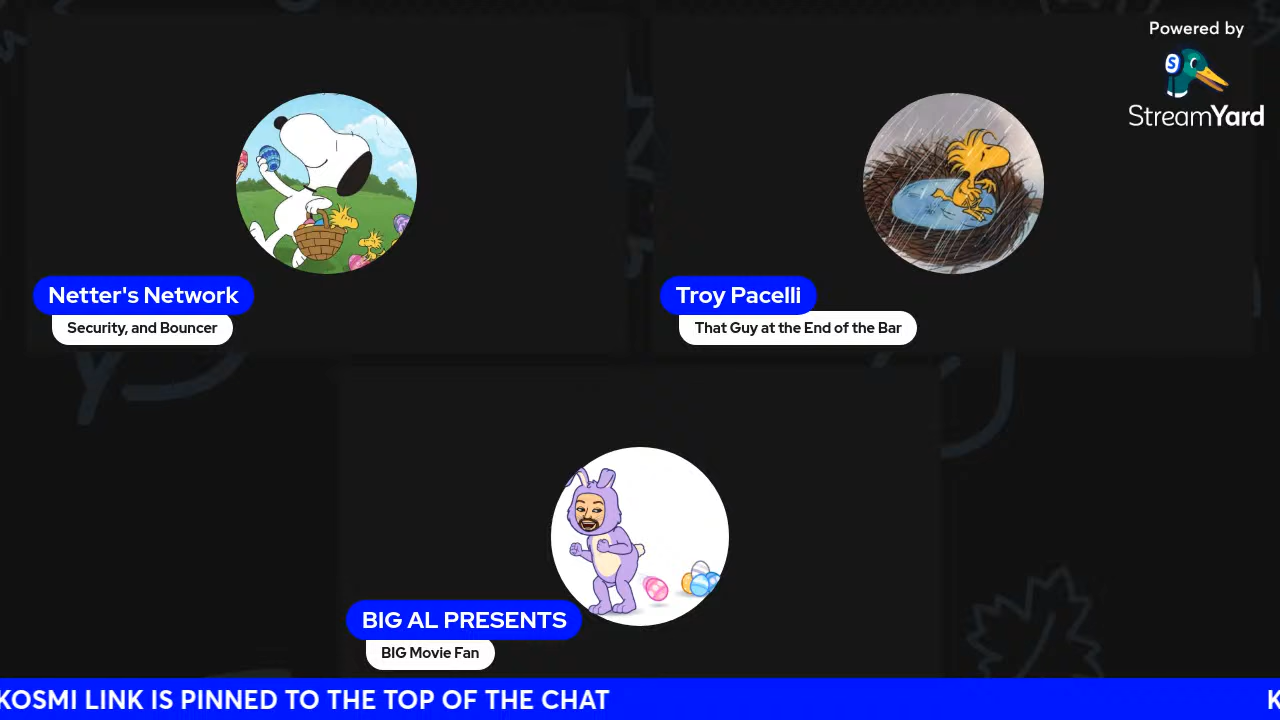 Powered by
S
StreamYard
Netter's Network
Security, and Bouncer
Troy Pacelli
That Guy at the End of the Bar
BIG AL PRESENTS
BIG Movie Fan
KOSMI LINK IS PINNED TO THE TOP OF THE CHAT
K